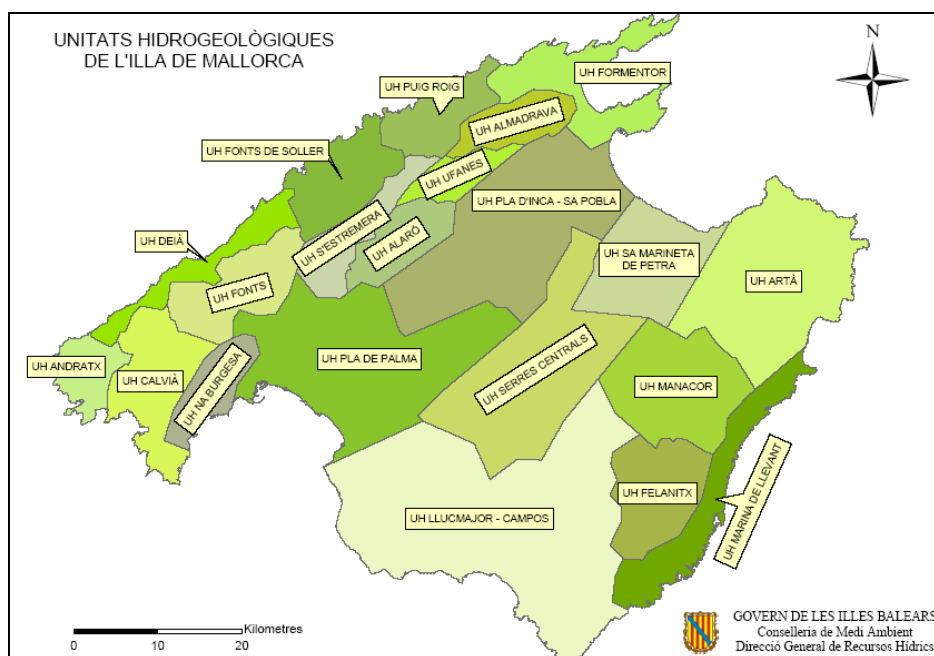 UNITATS HIDROGEOLÒGIQUES
DE L'ILLA DE MALLORCA
N
UH FORMENTOR
UH PUIG ROIG
UH ALMADRAVA
UH FONTS DE SOLLER
UH UFANES
UH PLA D'INCA - SA POBLA
UH S'ESTREMERA
UH ALARÓ
UH DEIÀ
UH SA MARINETA
DE PETRA
UH FONTS
UH ARTÀ
UH ANDRATX
UH CALVIÀ
UH NA BURGESA
UH PLA DE PALMA
UH SERRES CENTRALS
UH MANACOR
UH FELANITX
UH MARINA DE LLEVANT
UH LLUCMAJOR - CAMPOS
Kilometres
0 10 20
GOVERN DE LES ILLES BALEARS
Conselleria de Medi Ambient
Direcció General de Recursos Hídrics